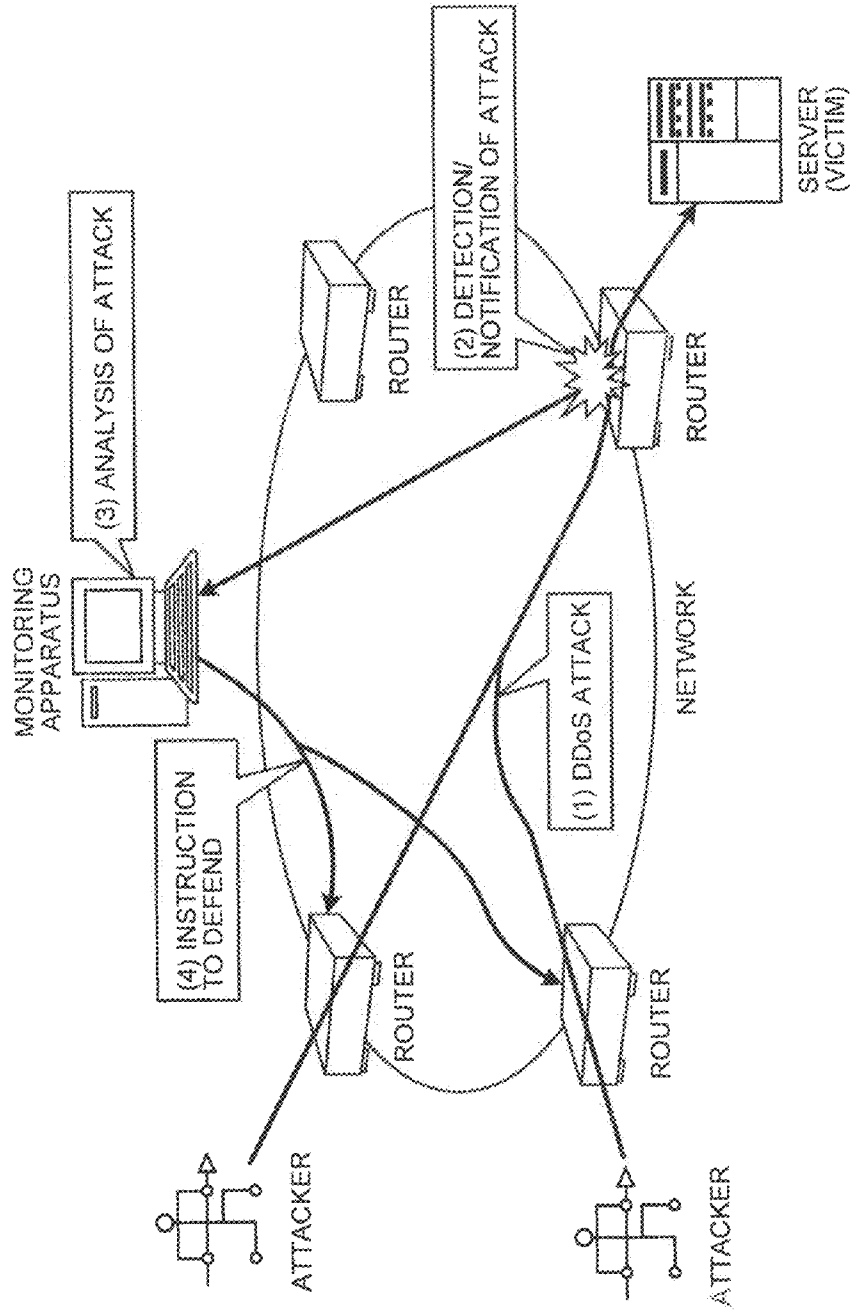 MONITORING
APPARATUS
(3) ANALYSIS OF ATTACK
(4) INSTRUCTION
TO DEFEND
(2) DETECTION/
NOTIFICATION OF ATTACK
ATTACKER
ROUTER
ROUTER
(1) DDoS ATTACK
ATTACKER
ROUTER
NETWORK
ROUTER
SERVER
(VICTIM)